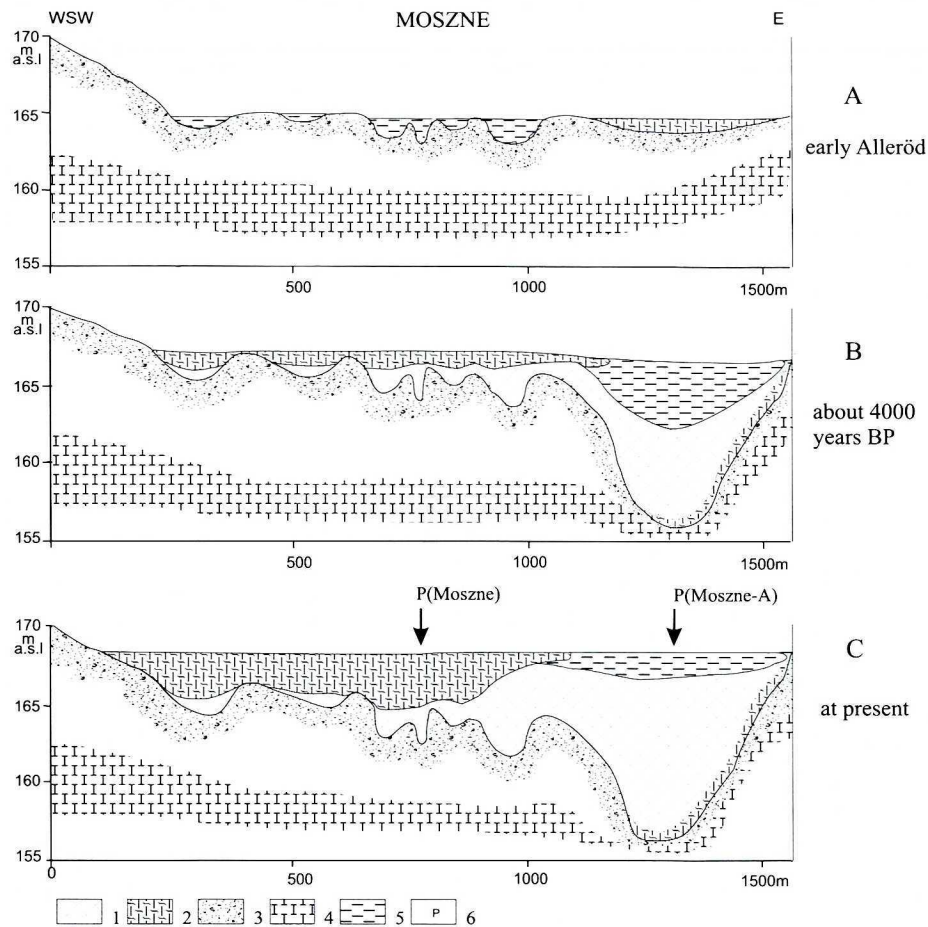 WSW MOSZNE E
170
m
a.s.l
165
160
155
500 1000 1500m
A
early Alleröd
170
m
a.s.l
165
160
155
500 1000 1500m
B
about 4000
years BP
P(Moszne) P(Moszne-A)
170
m
a.s.l
165
160
155
0 500 1000 1500m
C
at present
1 2 3 4 5 P 6